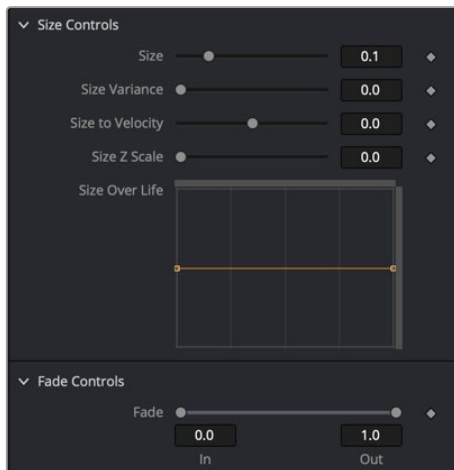 Size Controls
Size 0.1
Size Variance 0.0
Size to Velocity 0.0
Size Z Scale 0.0
Size Over Life
Fade Controls
Fade
0.0 1.0
In Out